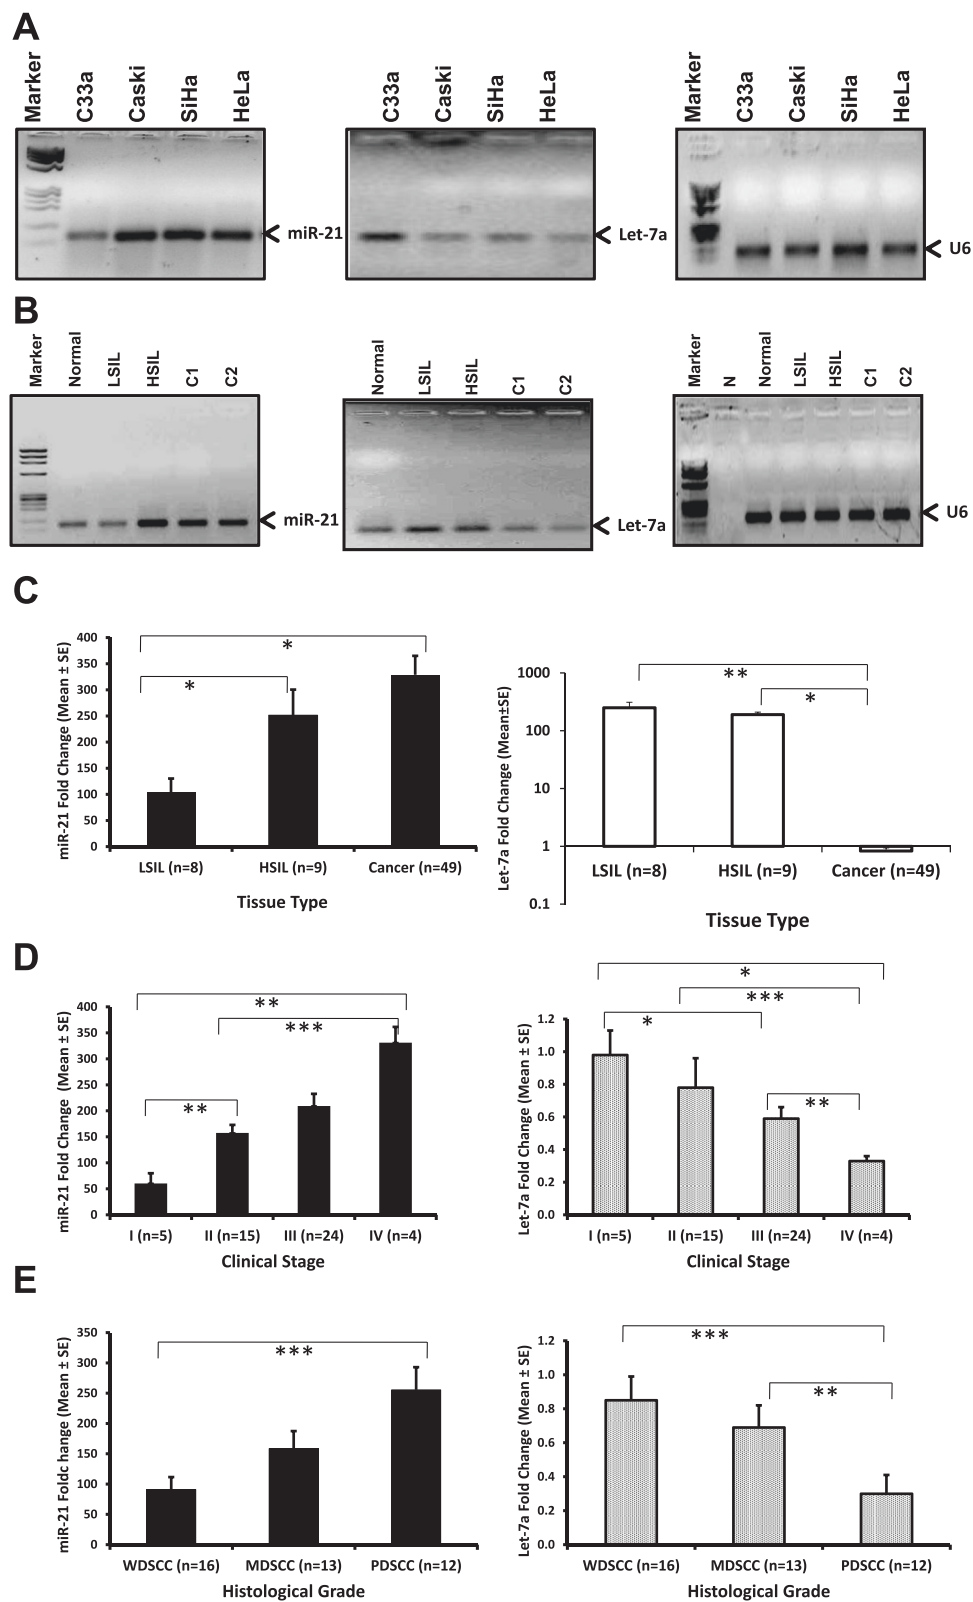 A
Marker C33a Caski SiHa HeLa
C33a Caski SiHa HeLa
Marker C33a Caski SiHa HeLa
miR-21
Let-7a
U6
B
Marker Normal LSIL HSIL C1 C2
Normal LSIL HSIL C1 C2
Marker N Normal LSIL HSIL C1 C2
miR-21
Let-7a
U6
C
miR-21 Fold Change (Mean ± SE)
400
350
300
250
200
150
100
50
0
*
*
LSIL (n=8) HSIL (n=9) Cancer (n=49)
Tissue Type
Let-7a Fold Change (Mean±SE)
1000
100
10
1
0.1
**
*
LSIL (n=8) HSIL (n=9) Cancer (n=49)
Tissue Type
D
miR-21 Fold Change (Mean ± SE)
400
350
300
250
200
150
100
50
0
**
***
**
I (n=5) II (n=15) III (n=24) IV (n=4)
Clinical Stage
Let-7a Fold Change (Mean ± SE)
1.2
1.0
0.8
0.6
0.4
0.2
0.0
*
***
*
**
I (n=5) II (n=15) III (n=24) IV (n=4)
Clinical Stage
E
miR-21 Foldc hange (Mean ± SE)
350
300
250
200
150
100
50
0
***
WDSCC (n=16) MDSCC (n=13) PDSCC (n=12)
Histological Grade
Let-7a Fold Change (Mean ± SE)
1.2
1.0
0.8
0.6
0.4
0.2
0.0
***
**
WDSCC (n=16) MDSCC (n=13) PDSCC (n=12)
Histological Grade